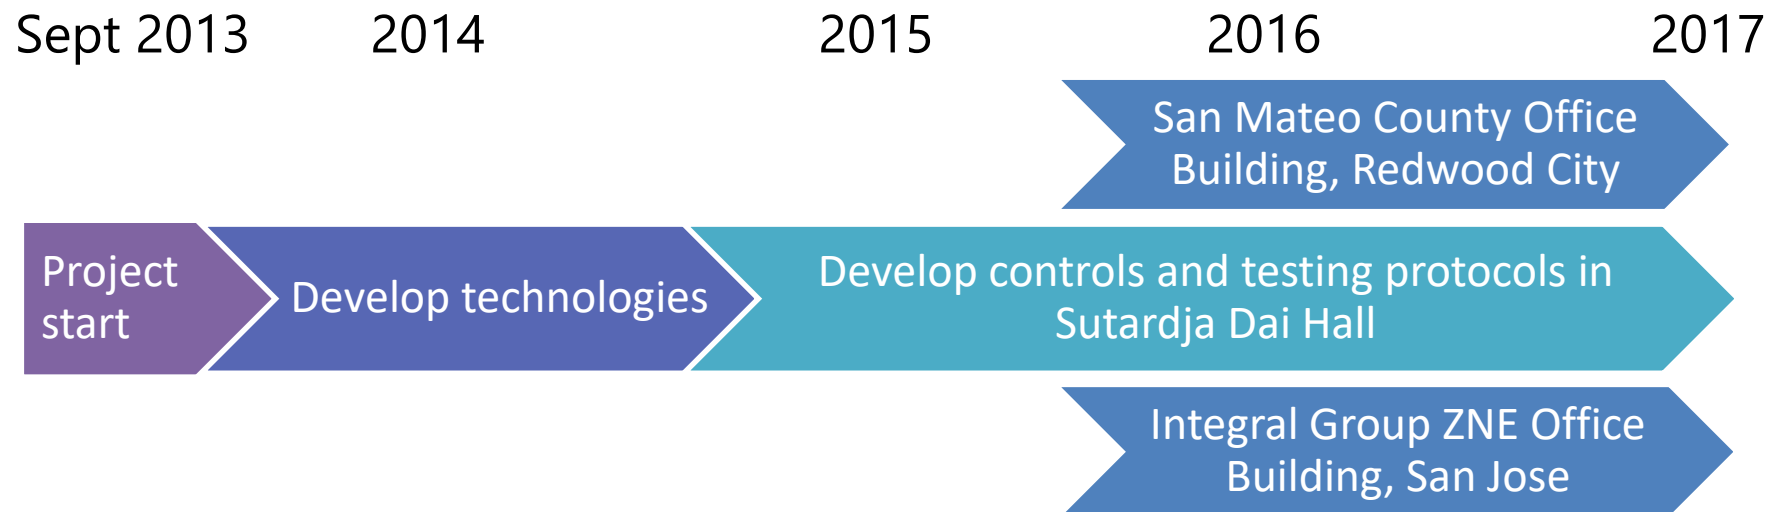 Sept 2013 2014 2015 2016 2017
San Mateo County Office
Building, Redwood City
Project
start
Develop technologies
Develop controls and testing protocols in
Sutardja Dai Hall
Integral Group ZNE Office
Building, San Jose